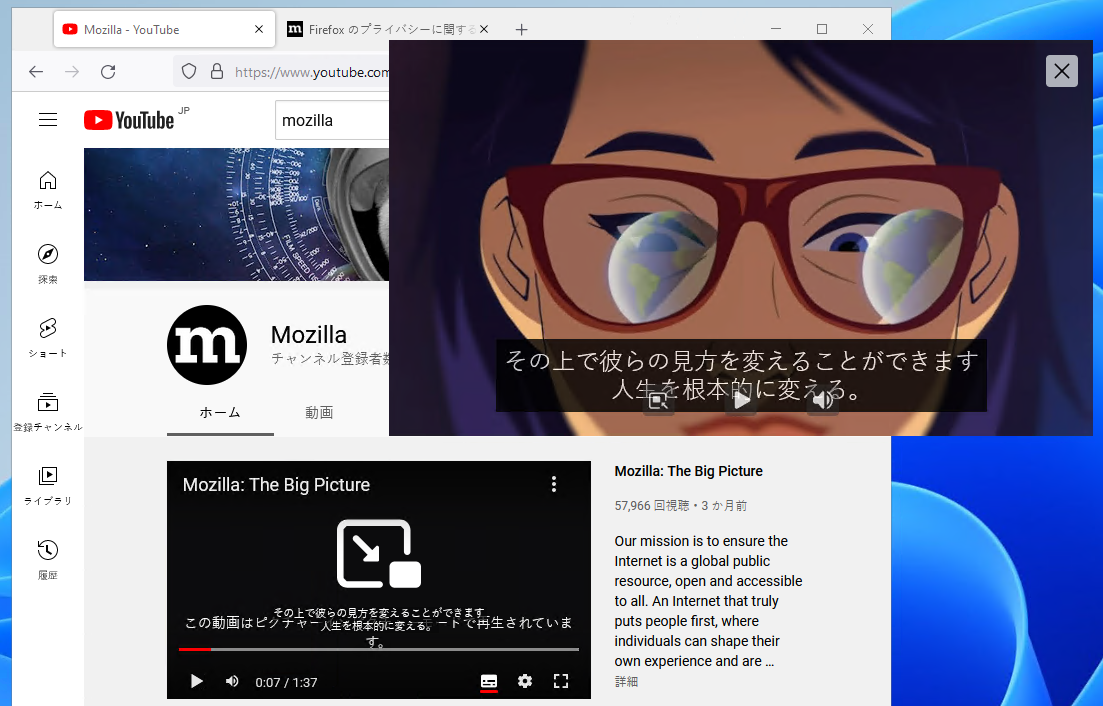 Mozilla - YouTube
Firefox のプライバシーに関する
https://www.youtube.com
YouTube JP
mozilla
ホーム
探索
ショート
登録チャンネル
ライブラリ
履歴
FILM SPEED
m
Mozilla
チャンネル登録者数
ホーム
動画
その上で彼らの見方を変えることができます
人生を根本的に変える。
Mozilla: The Big Picture
その上で彼らの見方を変えることができます
人生を根本的に変える。
この動画はピクチャー ートで再生されていま
す。
0:07 / 1:37
Mozilla: The Big Picture
57,966 回視聴・3 か月前
Our mission is to ensure the
Internet is a global public
resource, open and accessible
to all. An Internet that truly
puts people first, where
individuals can shape their
own experience and are ...
詳細